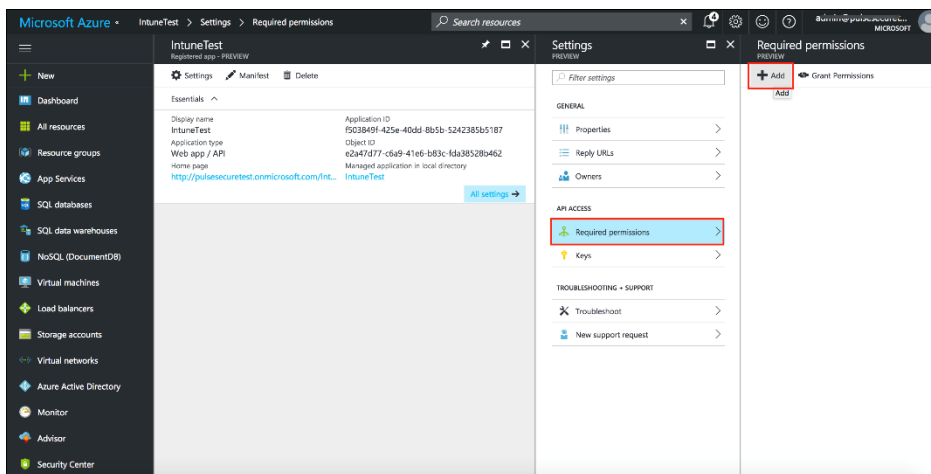 Microsoft Azure
IntuneTest > Settings > Required permissions
Search resources
MICROSOFT
New
Dashboard
All resources
Resource groups
App Services
SQL databases
SQL data warehouses
NoSQL (DocumentDB)
Virtual machines
Load balancers
Storage accounts
Virtual networks
Azure Active Directory
Monitor
Advisor
Security Center
IntuneTest
Registered app - PREVIEW
Settings Manifest Delete
Essentials
Display name
IntuneTest
Application type
Web app / API
Home page
http://pulsesecuretest.onmicrosoft.com/Int...
Application ID
f503849f-425e-40dd-8b5b-5242385b5187
Object ID
e2a47d77-c6a9-41e6-b83c-fda38528b462
Managed application in local directory
IntuneTest
All settings →
Settings
PREVIEW
Filter settings
GENERAL
Properties
Reply URLs
Owners
API ACCESS
Required permissions
Keys
TROUBLESHOOTING + SUPPORT
Troubleshoot
New support request
Required permissions
PREVIEW
Add Grant Permissions
Add